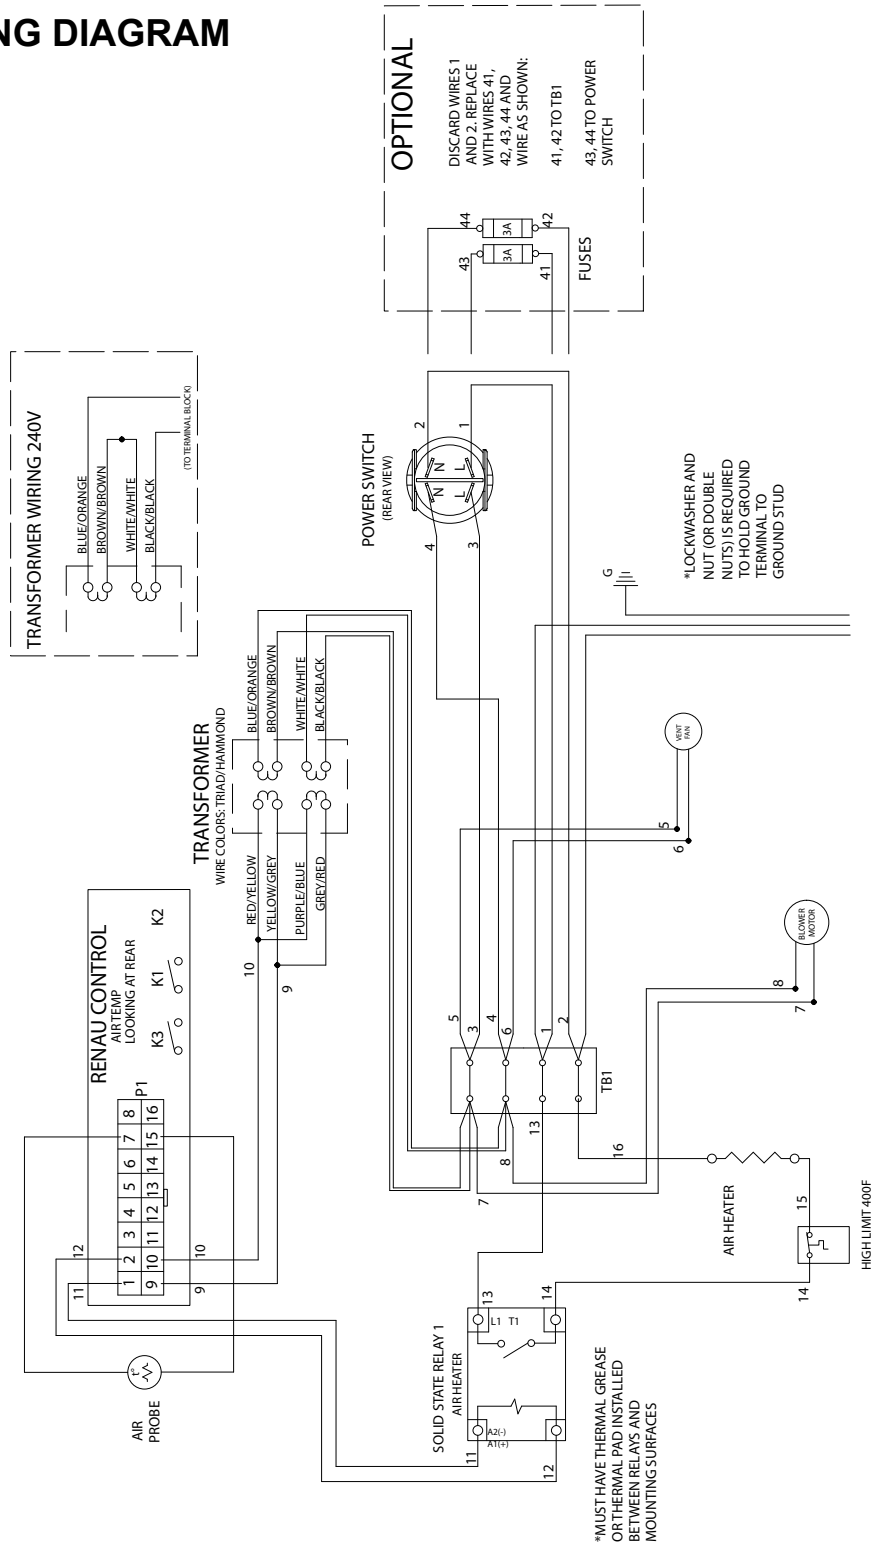 NG DIAGRAM
OPTIONAL
DISCARD WIRES 1
AND 2. REPLACE
WITH WIRES 41,
42, 43, 44 AND
WIRE AS SHOWN:
41, 42 TO TB1
43, 44 TO POWER
SWITCH
44
43
3A
3A
42
41
FUSES
TRANSFORMER WIRING 240V
BLUE/ORANGE
BROWN/BROWN
WHITE/WHITE
BLACK/BLACK
(TO TERMINAL BLOCK)
POWER SWITCH
(REAR VIEW)
2
1
N
L
N
L
4
3
G
*LOCKWASHER AND
NUT (OR DOUBLE
NUTS) IS REQUIRED
TO HOLD GROUND
TERMINAL TO
GROUND STUD
TRANSFORMER
WIRE COLORS: TRIAD/HAMMOND
BLUE/ORANGE
BROWN/BROWN
WHITE/WHITE
BLACK/BLACK
RED/YELLOW
YELLOW/GREY
PURPLE/BLUE
GREY/RED
10
9
VENT
FAN
5
6
BLOWER
MOTOR
8
7
RENAU CONTROL
AIR TEMP
LOOKING AT REAR
K3
K1
K2
P1
1 2 3 4 5 6 7 8
9 10 11 12 13 14 15 16
11
12
9
10
5
3
4
6
1
2
TB1
7
8
13
16
AIR
PROBE
t°
SOLID STATE RELAY 1
AIR HEATER
L1 T1
13
14
A2(-)
A1(+)
11
12
AIR HEATER
15
14
HIGH LIMIT 400F
*MUST HAVE THERMAL GREASE
OR THERMAL PAD INSTALLED
BETWEEN RELAYS AND
MOUNTING SURFACES